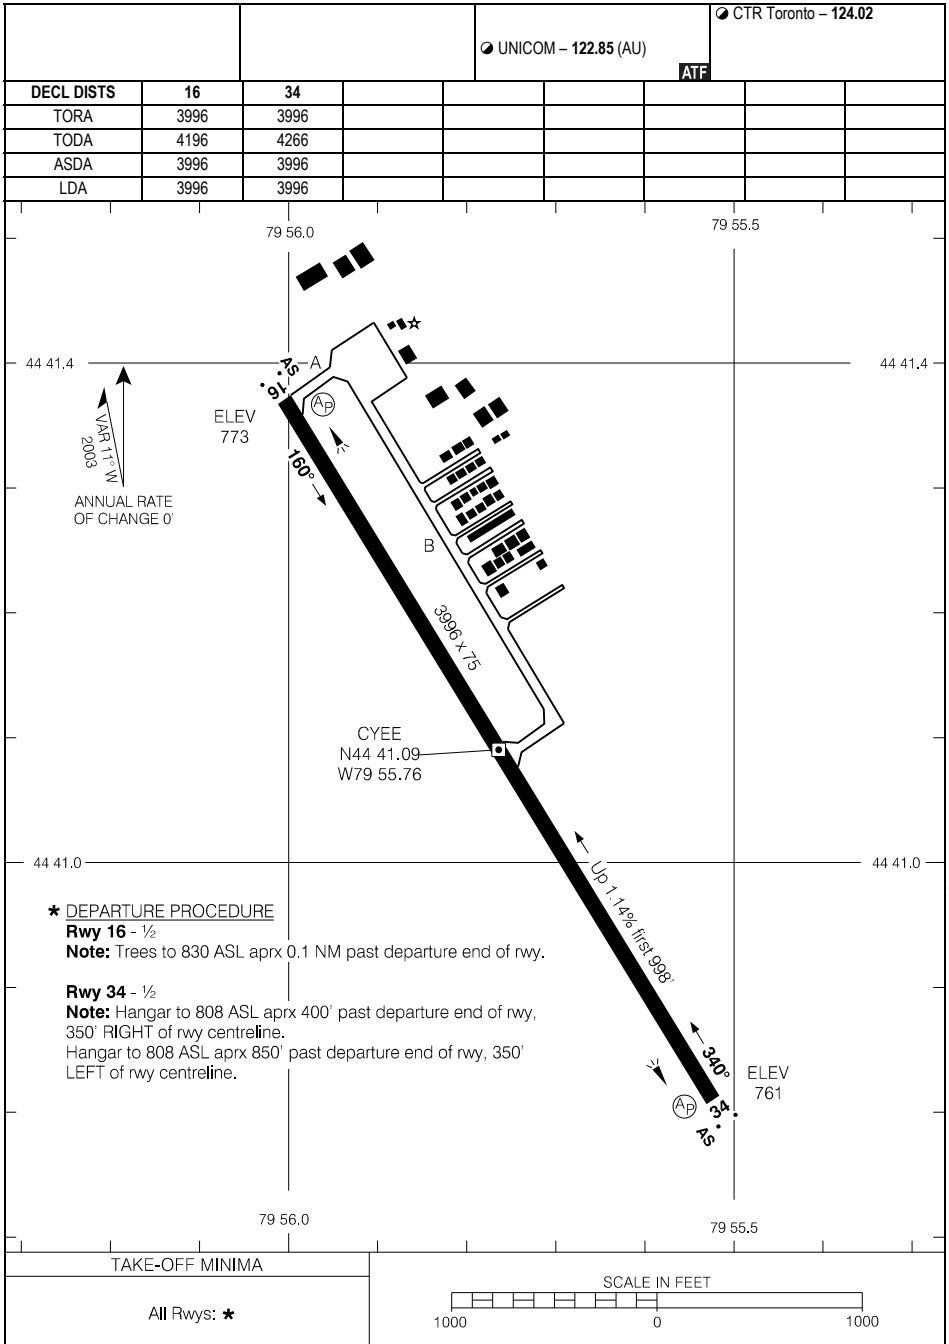 CTR Toronto – 124.02
UNICOM – 122.85 (AU)
ATF
DECL DISTS 16 34
TORA 3996 3996
TODA 4196 4266
ASDA 3996 3996
LDA 3996 3996
79 56.0 79 55.5
44 41.4 44 41.4
AS
A
16
AP
ELEV
773
VAR 11° W
2003
ANNUAL RATE
OF CHANGE 0'
160°
B
3996 x 75
CYEE
N44 41.09
W79 55.76
44 41.0 44 41.0
Up 1.14% first 998'
* DEPARTURE PROCEDURE
Rwy 16 - ½
Note: Trees to 830 ASL aprx 0.1 NM past departure end of rwy.
Rwy 34 - ½
Note: Hangar to 808 ASL aprx 400' past departure end of rwy,
350' RIGHT of rwy centreline.
Hangar to 808 ASL aprx 850' past departure end of rwy, 350'
LEFT of rwy centreline.
340°
ELEV
761
AP
34
AS
79 56.0 79 55.5
TAKE-OFF MINIMA
All Rwys: *
SCALE IN FEET
1000 0 1000